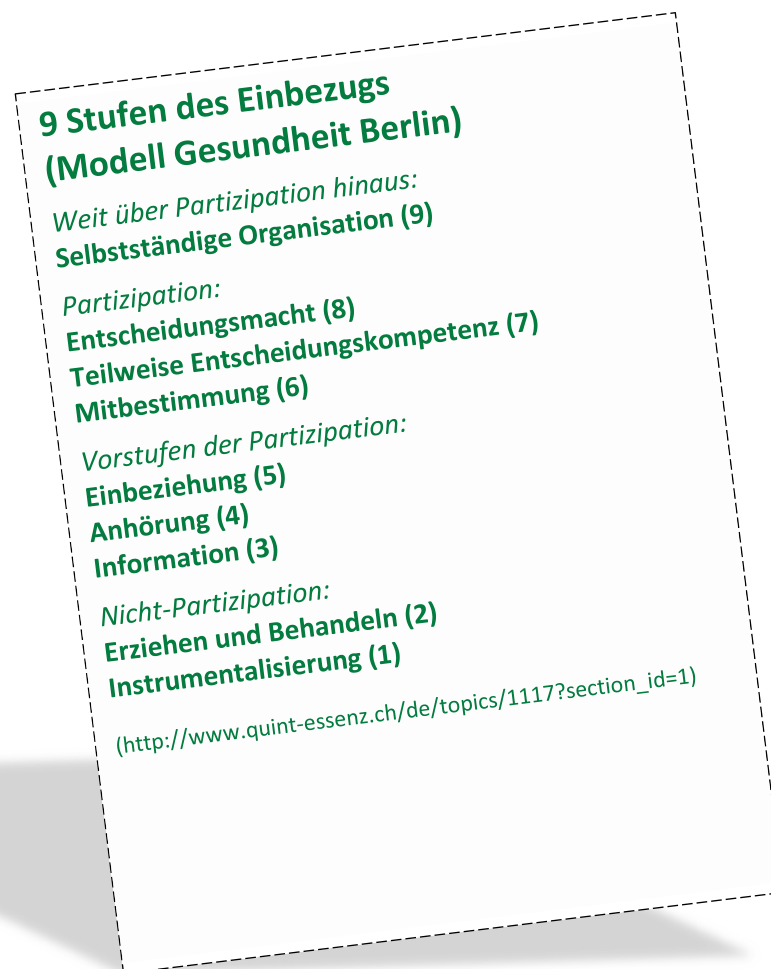 9 Stufen des Einbezugs
(Modell Gesundheit Berlin)
Weit über Partizipation hinaus:
Selbstständige Organisation (9)
Partizipation:
Entscheidungsmacht (8)
Teilweise Entscheidungskompetenz (7)
Mitbestimmung (6)
Vorstufen der Partizipation:
Einbeziehung (5)
Anhörung (4)
Information (3)
Nicht-Partizipation:
Erziehen und Behandeln (2)
Instrumentalisierung (1)
(http://www.quint-essenz.ch/de/topics/1117?section_id=1)